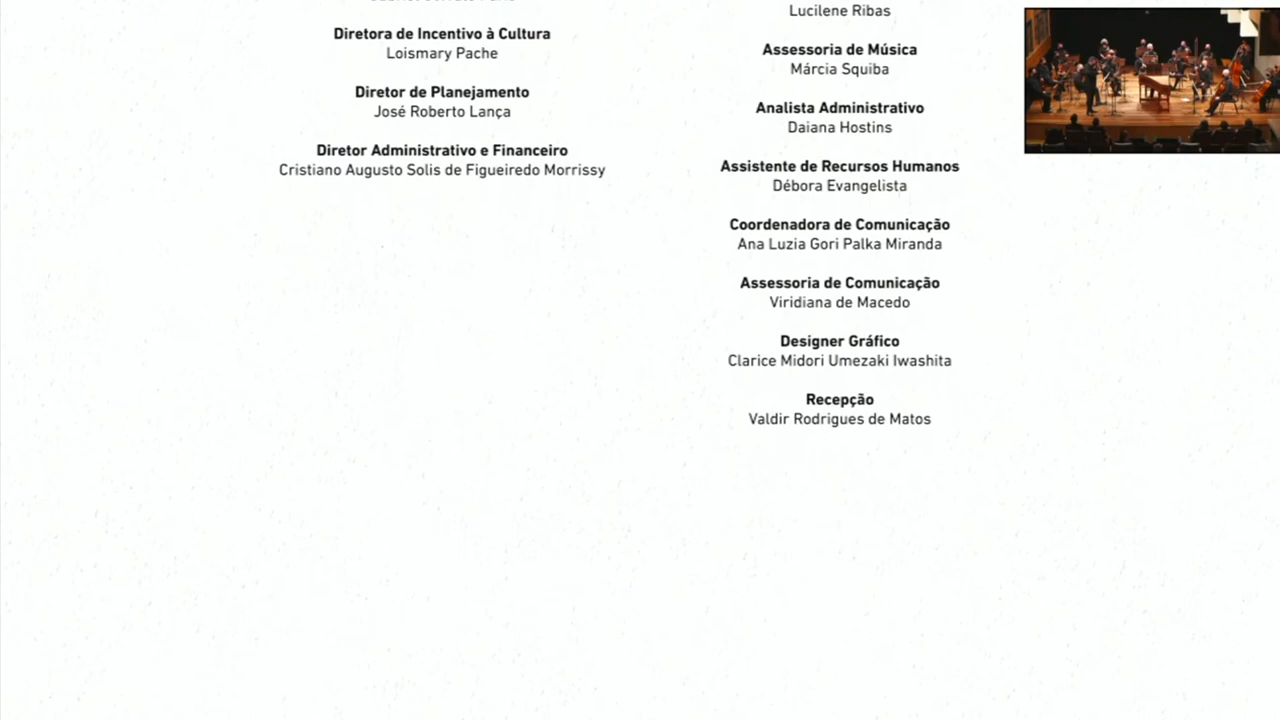 Diretora de Incentivo à Cultura
Loismary Pache
Diretor de Planejamento
José Roberto Lança
Diretor Administrativo e Financeiro
Cristiano Augusto Solis de Figueiredo Morrissy
Lucilene Ribas
Assessoria de Música
Márcia Squiba
Analista Administrativo
Daiana Hostins
Assistente de Recursos Humanos
Débora Evangelista
Coordenadora de Comunicação
Ana Luzia Gori Palka Miranda
Assessoria de Comunicação
Viridiana de Macedo
Designer Gráfico
Clarice Midori Umezaki Iwashita
Recepção
Valdir Rodrigues de Matos